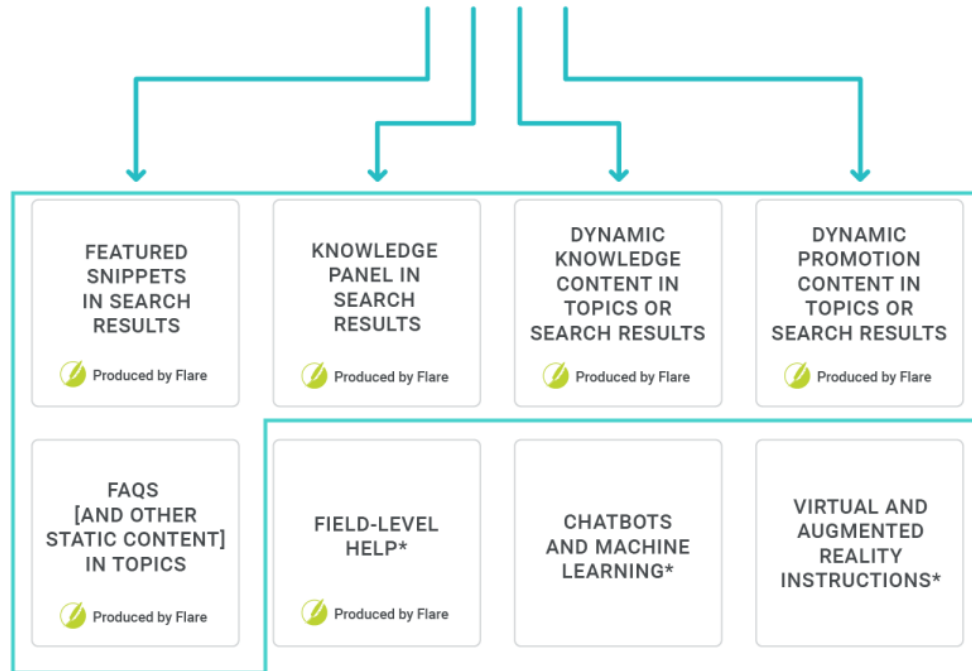 FEATURED
SNIPPETS
IN SEARCH
RESULTS
Produced by Flare
KNOWLEDGE
PANEL IN
SEARCH
RESULTS
Produced by Flare
DYNAMIC
KNOWLEDGE
CONTENT IN
TOPICS OR
SEARCH RESULTS
Produced by Flare
DYNAMIC
PROMOTION
CONTENT IN
TOPICS OR
SEARCH RESULTS
Produced by Flare
FAQS
[AND OTHER
STATIC CONTENT]
IN TOPICS
Produced by Flare
FIELD-LEVEL
HELP*
Produced by Flare
CHATBOTS
AND MACHINE
LEARNING*
VIRTUAL AND
AUGMENTED
REALITY
INSTRUCTIONS*